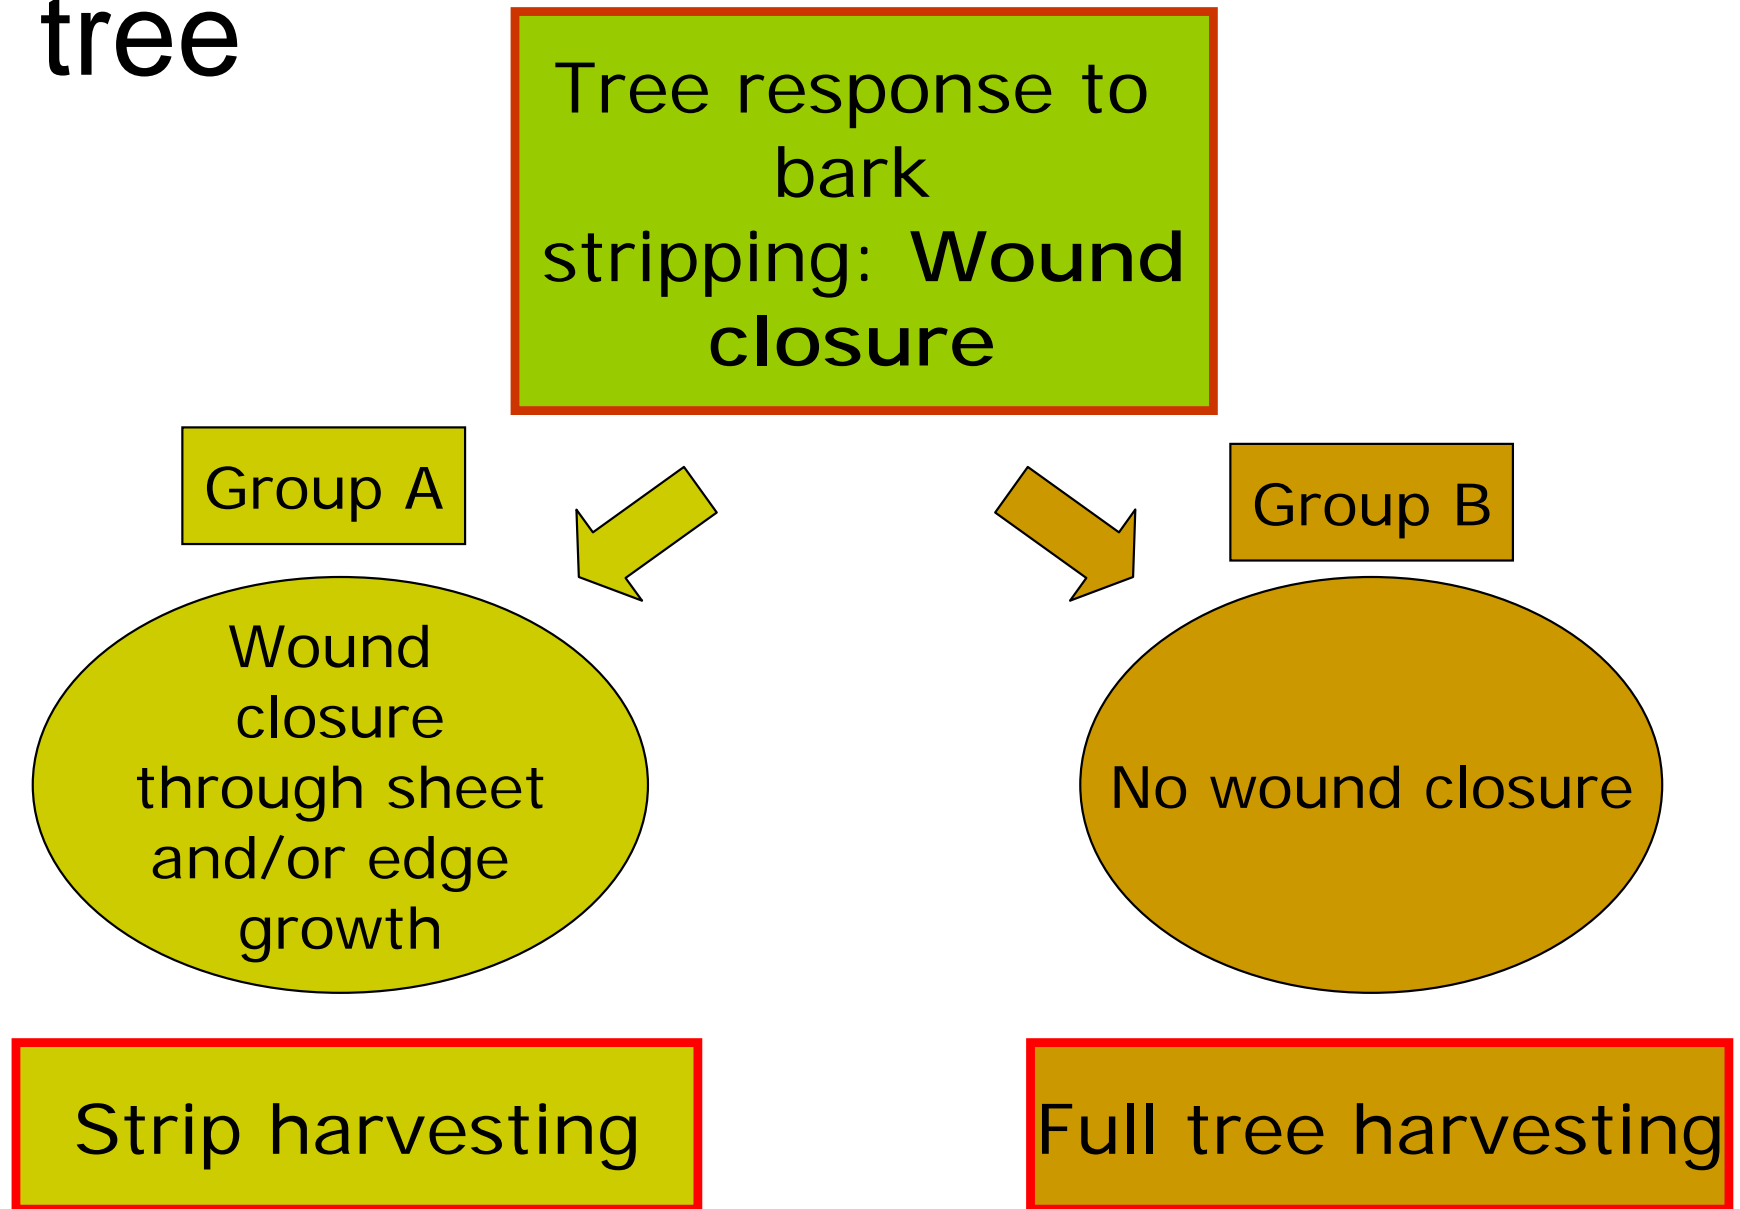 tree
Tree response to
bark
stripping: Wound
closure
Group A
Group B
Wound
closure
through sheet
and/or edge
growth
No wound closure
Strip harvesting
Full tree harvesting